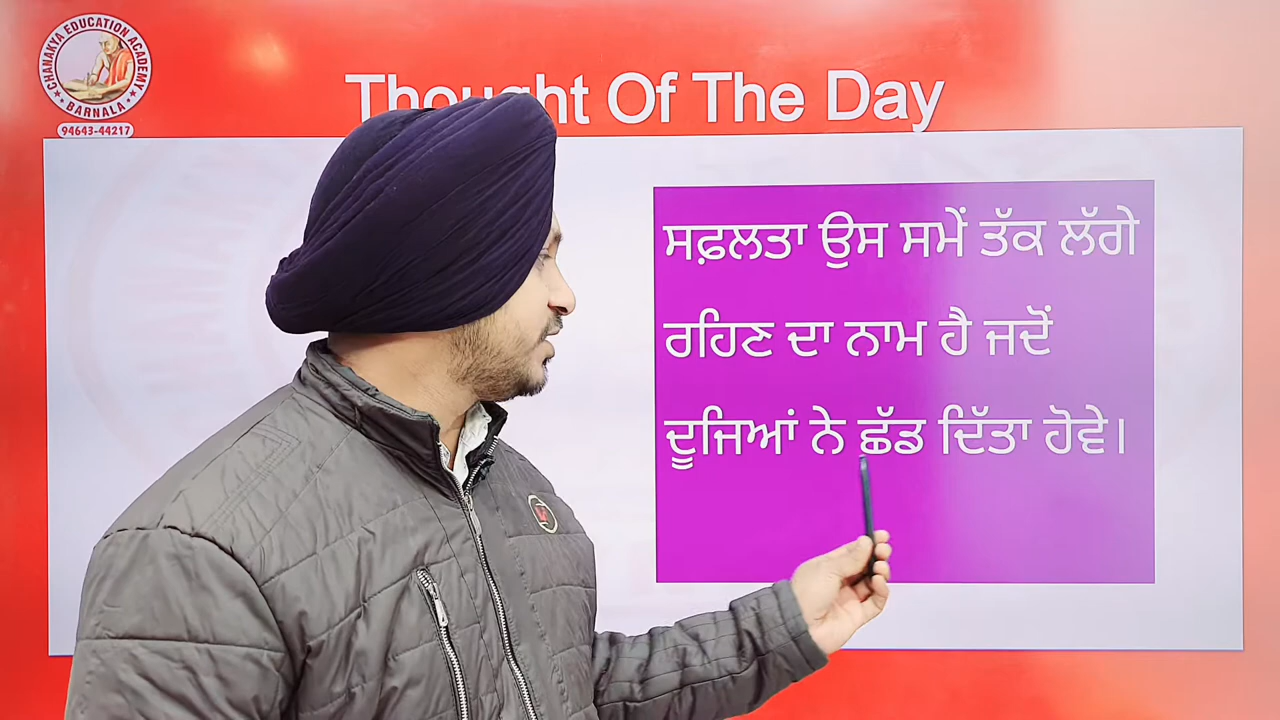 CHANAKYA EDUCATION ACADEMY
BARNALA
94643-44217
Thought Of The Day
ਸਫ਼ਲਤਾ ਉਸ ਸਮੇਂ ਤੱਕ ਲੱਗੇ
ਰਹਿਣ ਦਾ ਨਾਮ ਹੈ ਜਦੋਂ
ਦੂਜਿਆਂ ਨੇ ਛੱਡ ਦਿੱਤਾ ਹੋਵੇ।